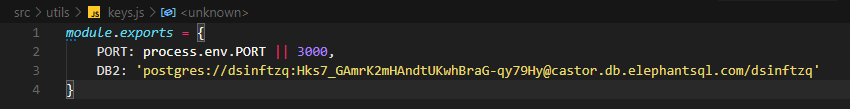 src > utils > JS keys.js > <unknown>
1 module.exports = {
2 PORT: process.env.PORT || 3000,
3 DB2: 'postgres://dsinftzq:Hks7_GAmrK2mHAndtUKwhBraG-qy79Hy@castor.db.elephantsql.com/dsinftzq'
4 }